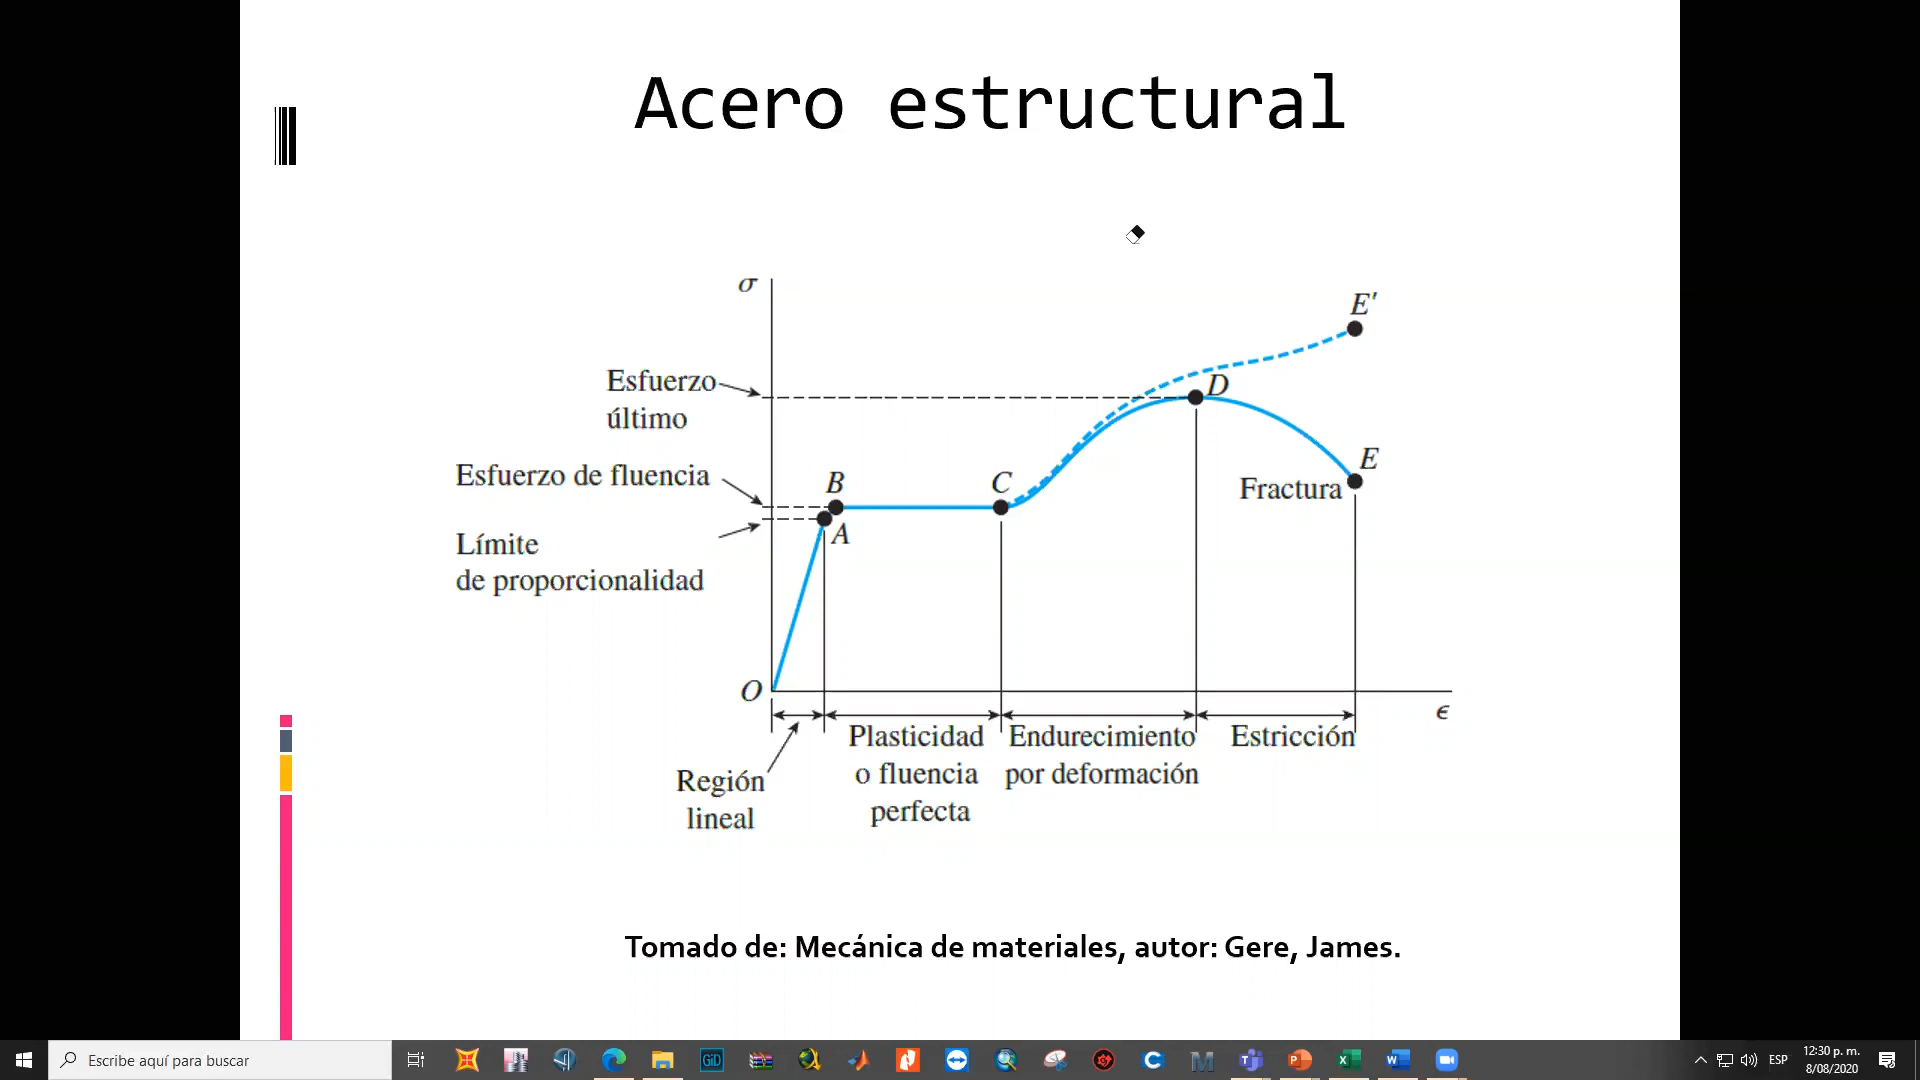 Acero estructural
σ
E'
Esfuerzo
último
D
Esfuerzo de fluencia
B
C
E
Fractura
A
Límite
de proporcionalidad
O
ϵ
Plasticidad
o fluencia
perfecta
Endurecimiento
por deformación
Estricción
Región
lineal
Tomado de: Mecánica de materiales, autor: Gere, James.
Escribe aquí para buscar
GiD
ESP
12:30 p. m.
8/08/2020